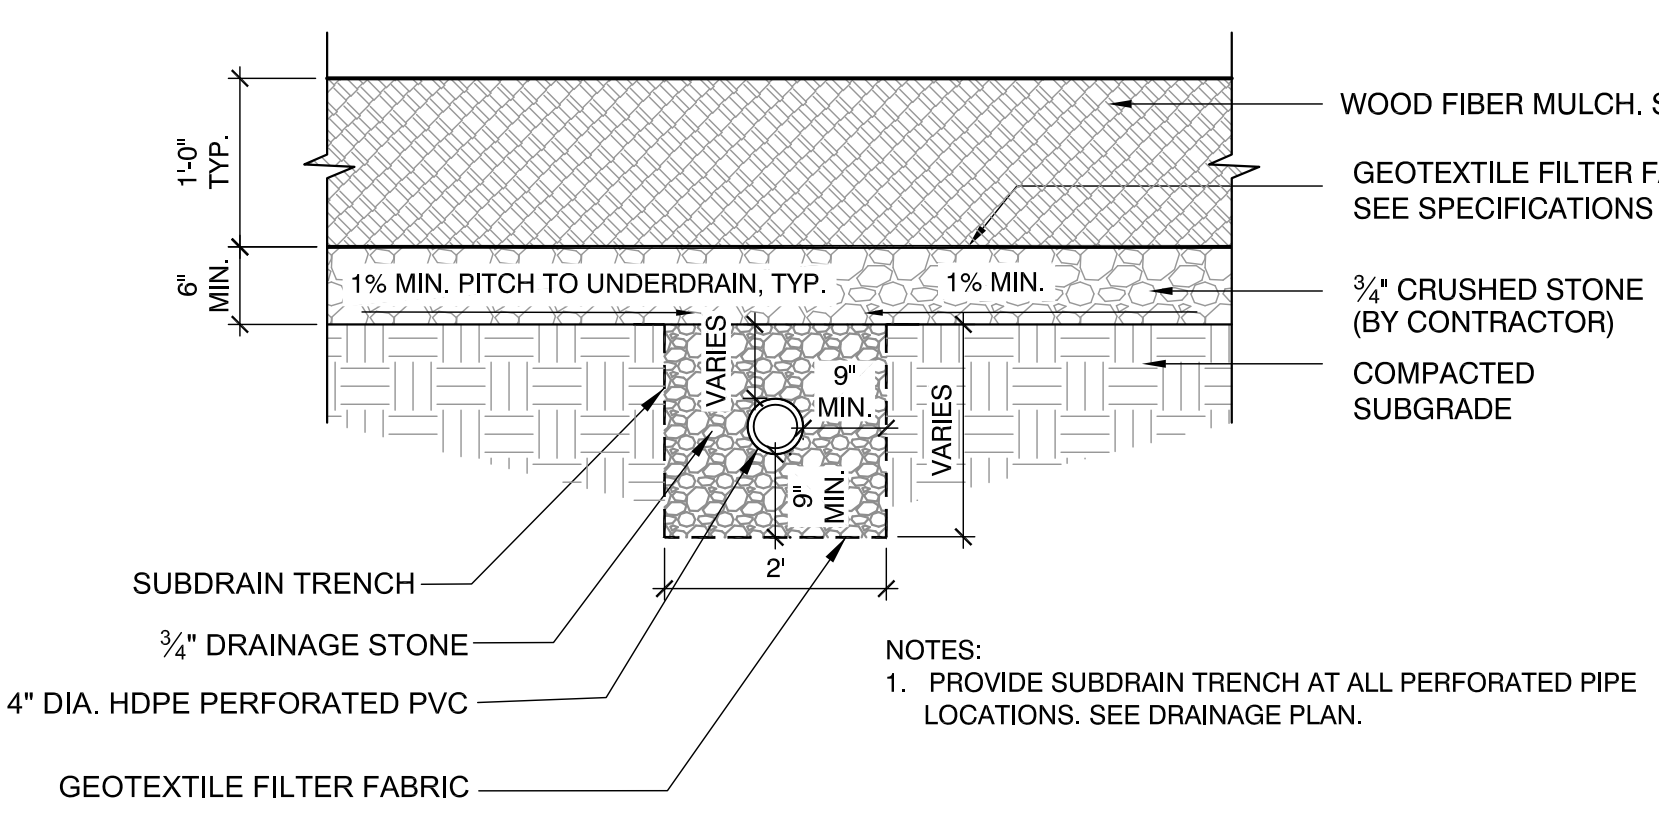 WOOD FIBER MULCH.
GEOTEXTILE FILTER
SEE SPECIFICATIONS
¾" CRUSHED STONE
(BY CONTRACTOR)
COMPACTED
SUBGRADE
1'-0"
TYP.
6"
MIN.
1% MIN. PITCH TO UNDERDRAIN, TYP.
1% MIN.
VARIES
9"
MIN.
VARIES
9"
MIN.
2'
SUBDRAIN TRENCH
¾" DRAINAGE STONE
4" DIA. HDPE PERFORATED PVC
GEOTEXTILE FILTER FABRIC
NOTES:
1. PROVIDE SUBDRAIN TRENCH AT ALL PERFORATED PIPE
LOCATIONS. SEE DRAINAGE PLAN.